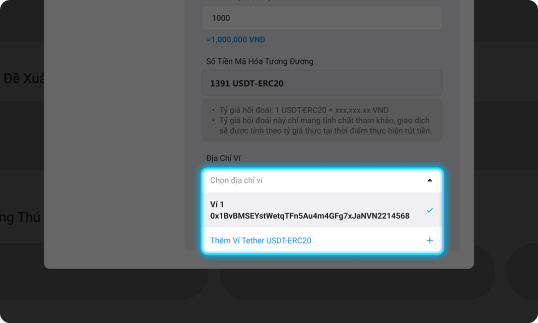 1000
=1,000,000 VND
Số Tiền Mã Hóa Tương Đương
1391 USDT-ERC20
• Tỷ giá hối đoái: 1 USDT-ERC20 = xxx,xxx.xx VND
• Tỷ giá hối đoái này chỉ mang tính chất tham khảo, giao dịch
sẽ được tính theo tỷ giá thực tại thời điểm thực hiện rút tiền.
Đề Xuấ
Địa Chỉ Ví
Chọn địa chỉ ví
Ví 1
0x1BvBMSEYstWetqTFn5Au4m4GFg7xJaNVN2214568
ng Thú
Thêm Ví Tether USDT-ERC20